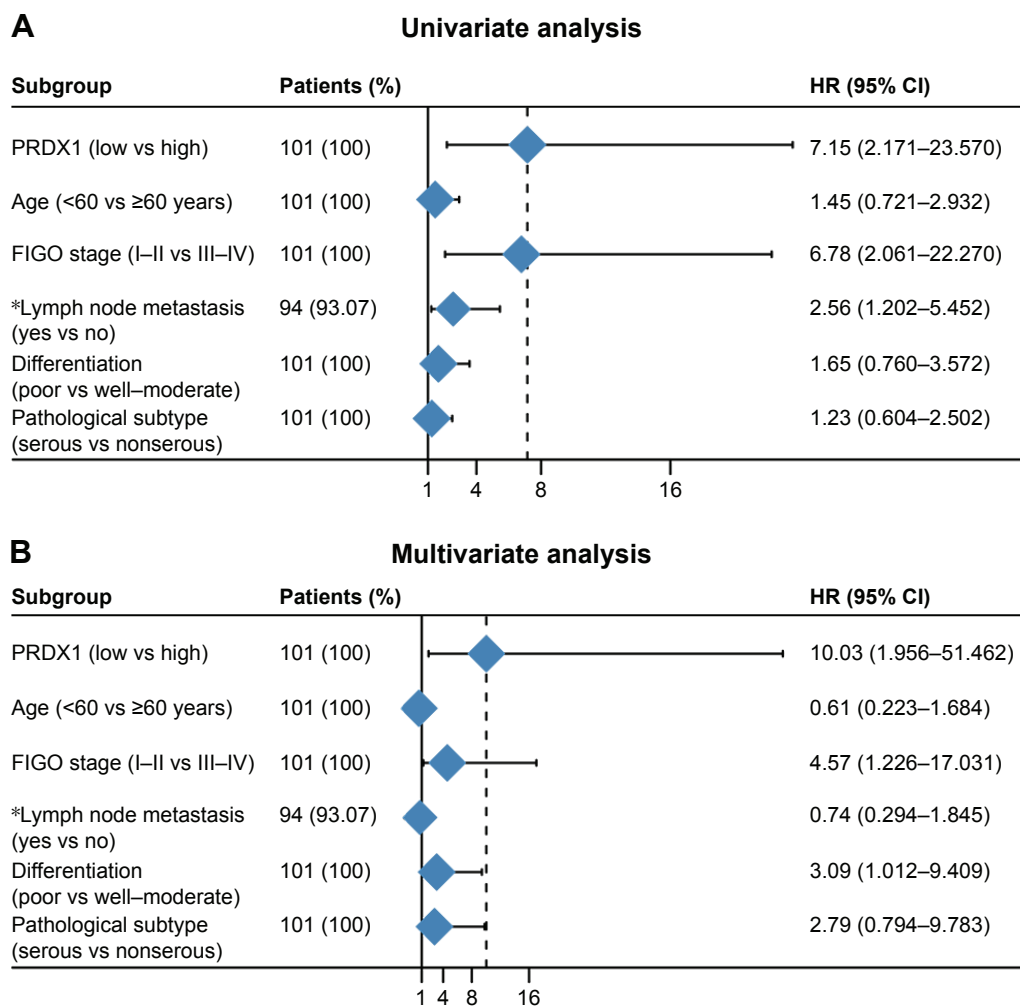 A
Univariate analysis
Subgroup Patients (%) HR (95% CI)
PRDX1 (low vs high) 101 (100) 7.15 (2.171–23.570)
Age (<60 vs ≥60 years) 101 (100) 1.45 (0.721–2.932)
FIGO stage (I–II vs III–IV) 101 (100) 6.78 (2.061–22.270)
*Lymph node metastasis 94 (93.07) 2.56 (1.202–5.452)
(yes vs no)
Differentiation 101 (100) 1.65 (0.760–3.572)
(poor vs well–moderate)
Pathological subtype 101 (100) 1.23 (0.604–2.502)
(serous vs nonserous)
1 4 8 16
B
Multivariate analysis
Subgroup Patients (%) HR (95% CI)
PRDX1 (low vs high) 101 (100) 10.03 (1.956–51.462)
Age (<60 vs ≥60 years) 101 (100) 0.61 (0.223–1.684)
FIGO stage (I–II vs III–IV) 101 (100) 4.57 (1.226–17.031)
*Lymph node metastasis 94 (93.07) 0.74 (0.294–1.845)
(yes vs no)
Differentiation 101 (100) 3.09 (1.012–9.409)
(poor vs well–moderate)
Pathological subtype 101 (100) 2.79 (0.794–9.783)
(serous vs nonserous)
1 4 8 16